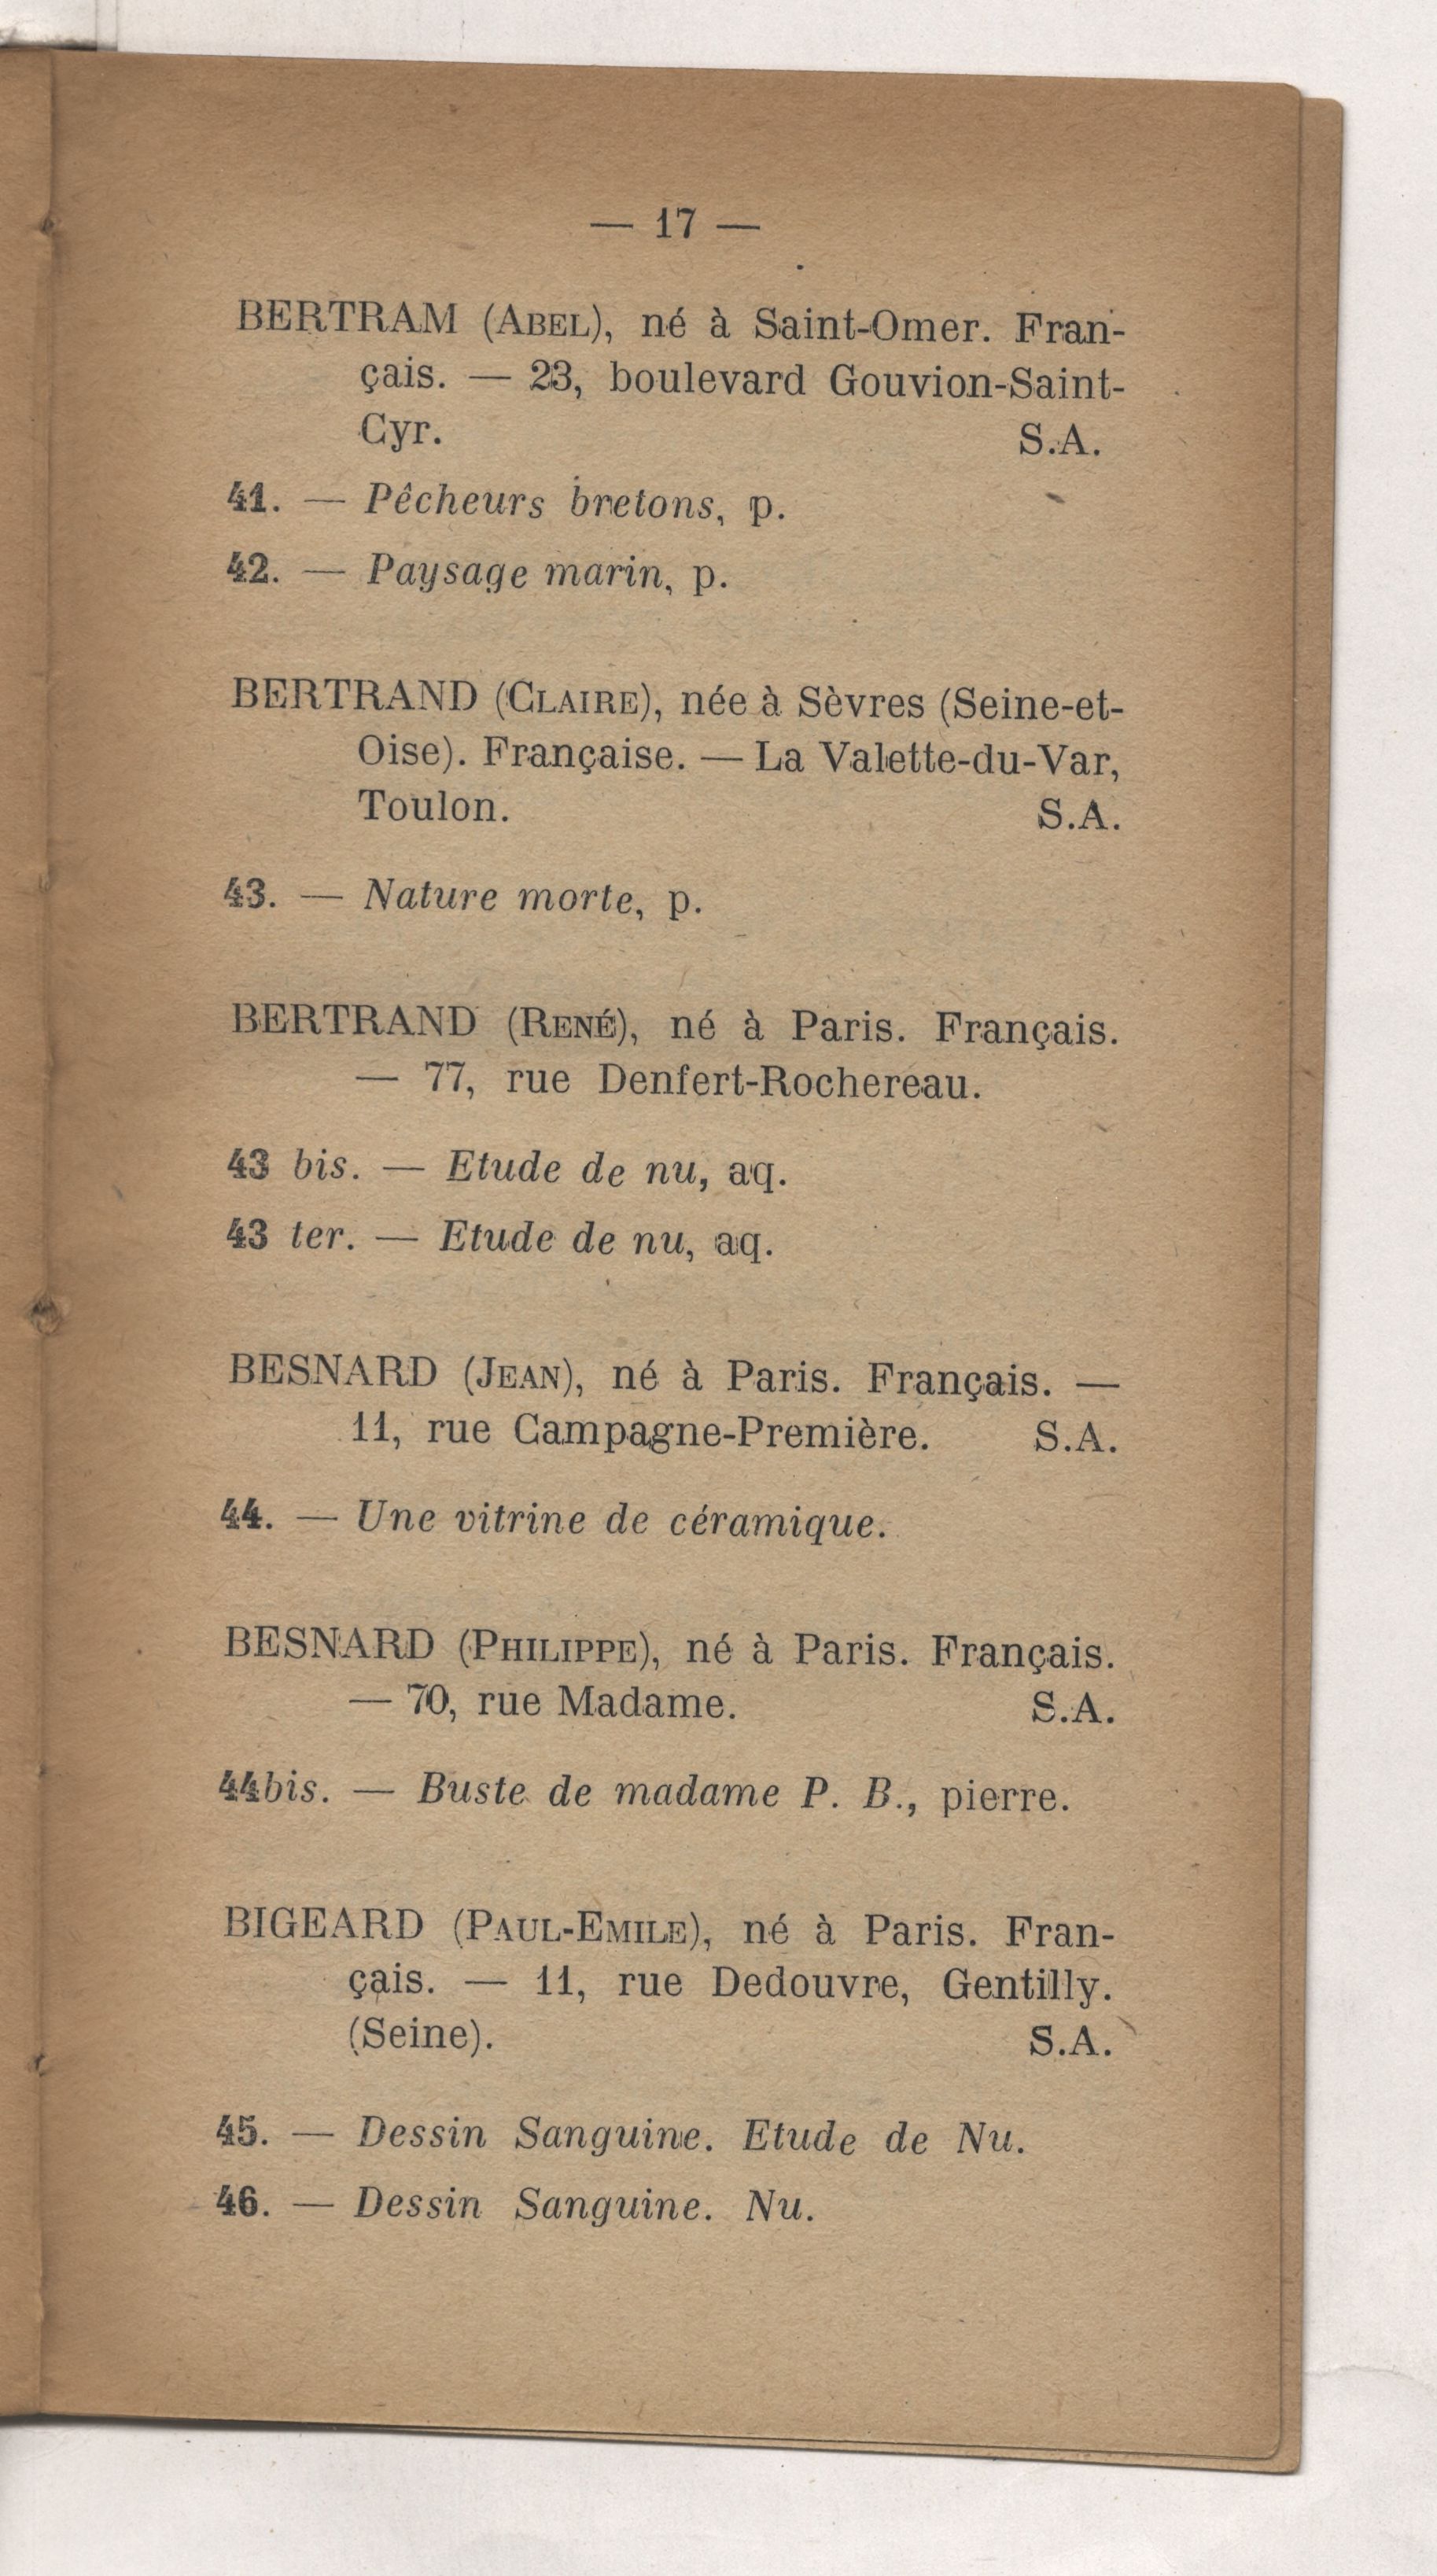 — 17 —
BERTRAM (ABEL), né à Saint-Omer. Fran-
çais. — 23, boulevard Gouvion-Saint-
Cyr. S.A.
41. — Pêcheurs bretons, p.
42. — Paysage marin, p.
BERTRAND (CLAIRE), née à Sèvres (Seine-et-
Oise). Française. — La Valette-du-Var,
Toulon. S.A.
43. — Nature morte, p.
BERTRAND (RENÉ), né à Paris. Français.
— 77, rue Denfert-Rochereau.
43 bis. — Etude de nu, aq.
43 ter. — Etude de nu, aq.
BESNARD (JEAN), né à Paris. Français. —
11, rue Campagne-Première. S.A.
44. — Une vitrine de céramique.
BESNARD (PHILIPPE), né à Paris. Français.
— 70, rue Madame. S.A.
44bis. — Buste de madame P. B., pierre.
BIGEARD (PAUL-EMILE), né à Paris. Fran-
çais. — 11, rue Dedouvre, Gentilly.
(Seine). S.A.
45. — Dessin Sanguine. Etude de Nu.
46. — Dessin Sanguine. Nu.